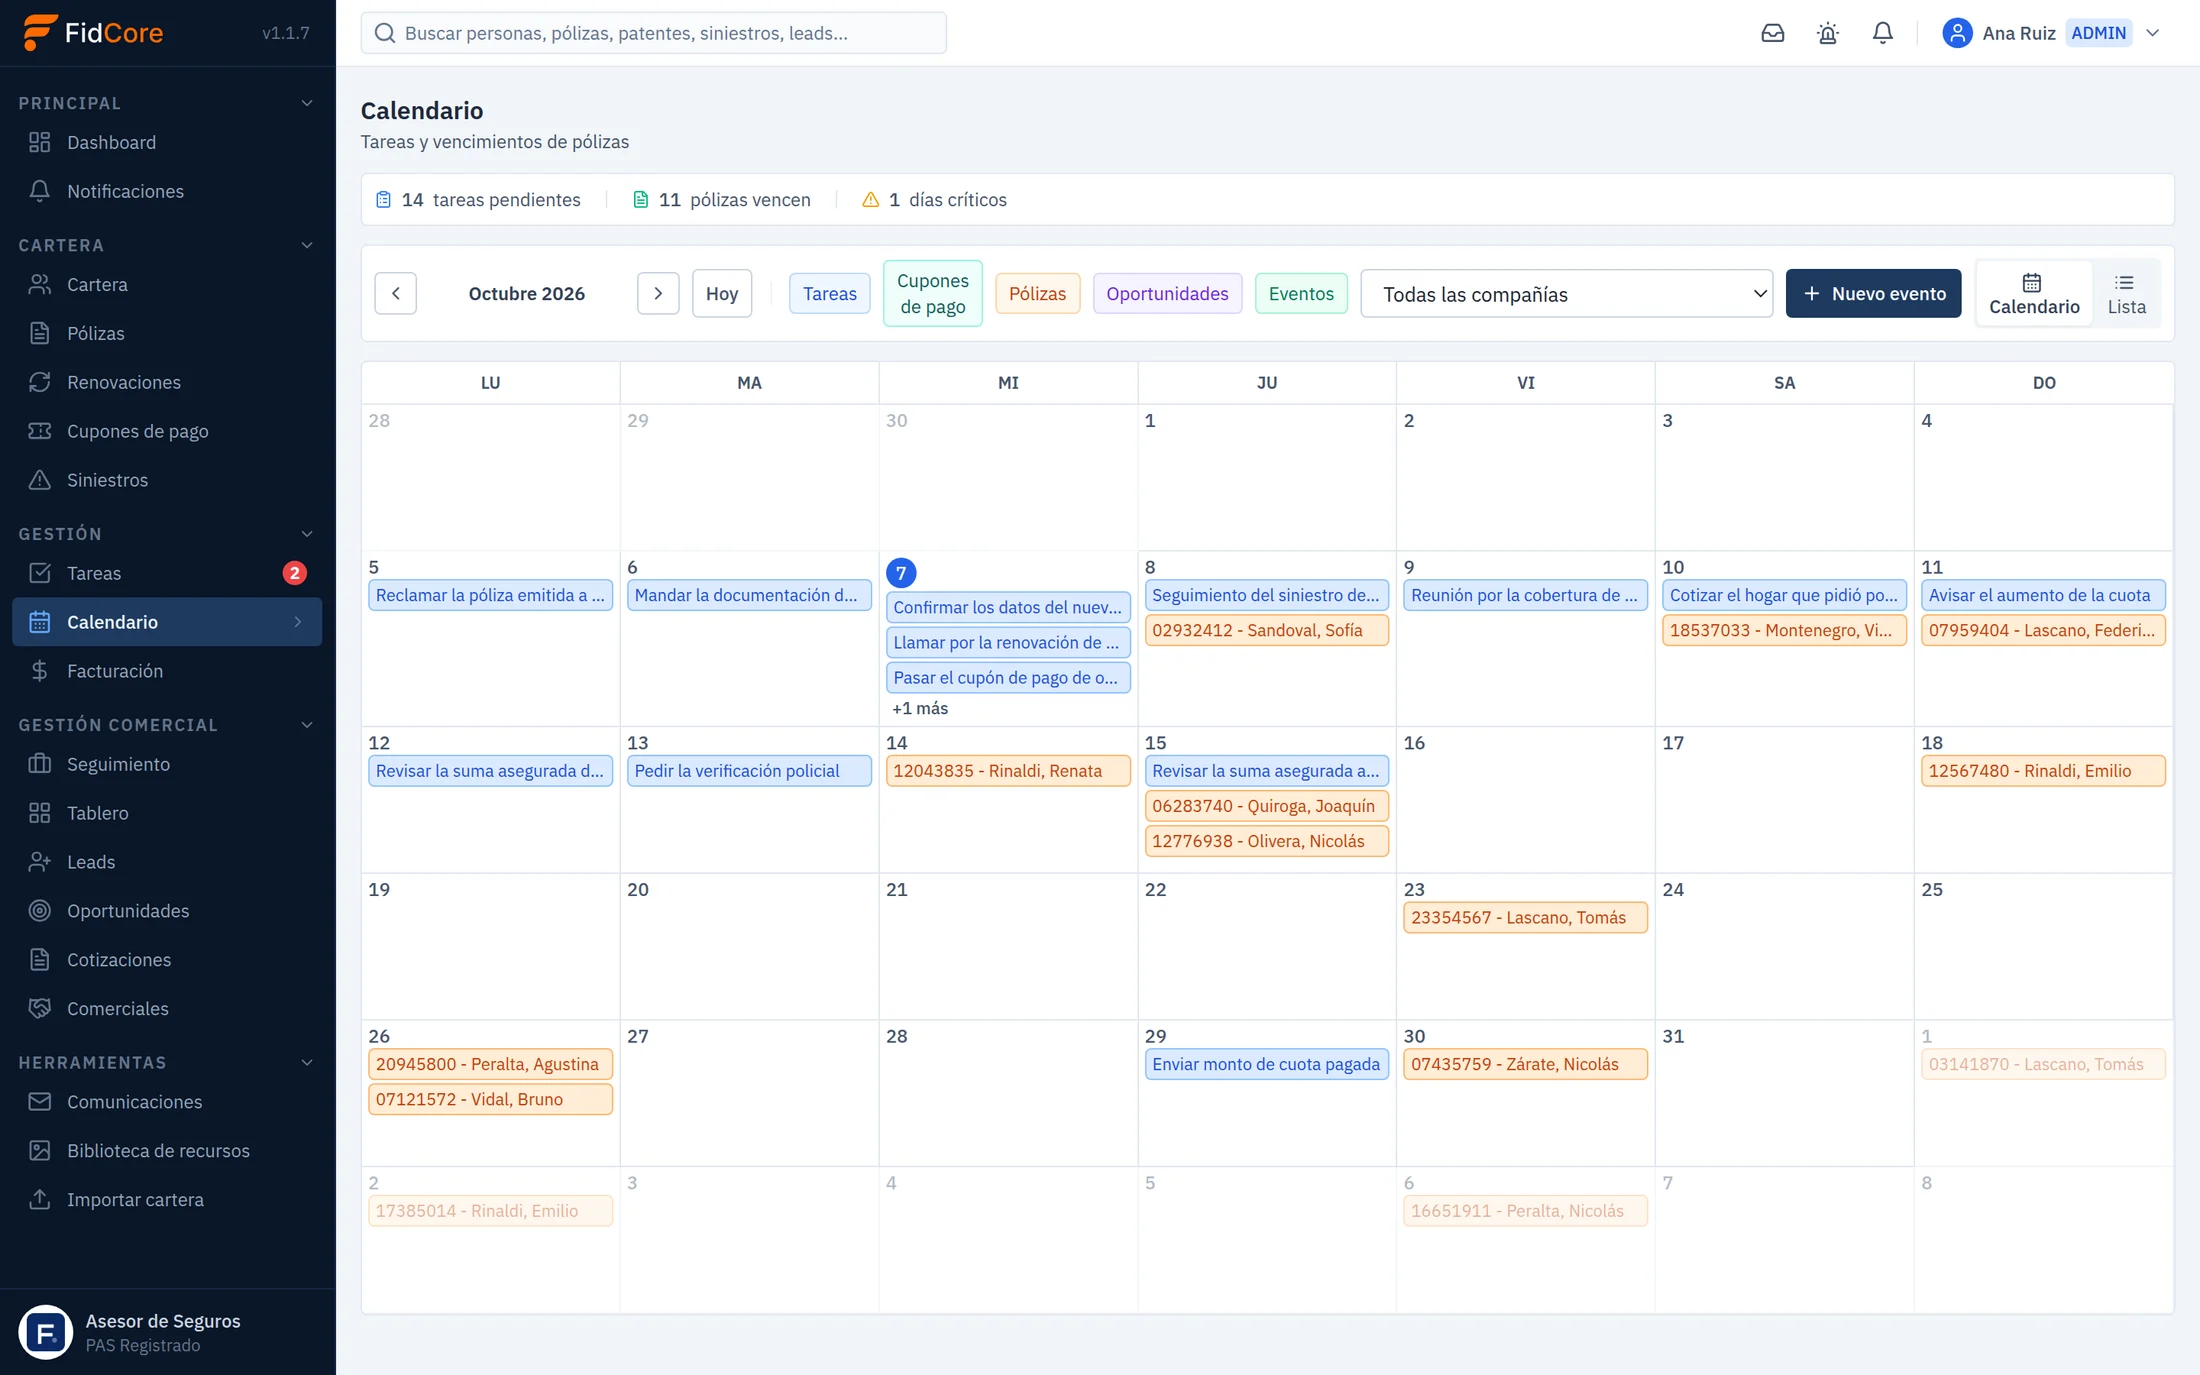 FidCore
v1.1.7
Buscar personas, pólizas, patentes, siniestros, leads...
Ana Ruiz
ADMIN
PRINCIPAL
Dashboard
Notificaciones
CARTERA
Cartera
Pólizas
Renovaciones
Cupones de pago
Siniestros
GESTIÓN
Tareas
2
Calendario
Facturación
GESTIÓN COMERCIAL
Seguimiento
Tablero
Leads
Oportunidades
Cotizaciones
Comerciales
HERRAMIENTAS
Comunicaciones
Biblioteca de recursos
Importar cartera
F
Asesor de Seguros
PAS Registrado
Calendario
Tareas y vencimientos de pólizas
14 tareas pendientes
11 pólizas vencen
1 días críticos
Octubre 2026
Hoy
Tareas
Cupones
de pago
Pólizas
Oportunidades
Eventos
Todas las compañías
+ Nuevo evento
Calendario
Lista
LU MA MI JU VI SA DO
28 29 30 1 2 3 4
5
Reclamar la póliza emitida a ...
6
Mandar la documentación d...
7
Confirmar los datos del nuev...
Llamar por la renovación de ...
Pasar el cupón de pago de o...
+1 más
8
Seguimiento del siniestro de...
02932412 - Sandoval, Sofía
9
Reunión por la cobertura de ...
10
Cotizar el hogar que pidió po...
18537033 - Montenegro, Vi...
11
Avisar el aumento de la cuota
07959404 - Lascano, Federi...
12
Revisar la suma asegurada d...
13
Pedir la verificación policial
14
12043835 - Rinaldi, Renata
15
Revisar la suma asegurada a...
06283740 - Quiroga, Joaquín
12776938 - Olivera, Nicolás
16
17
18
12567480 - Rinaldi, Emilio
19
20
21
22
23
23354567 - Lascano, Tomás
24
25
26
20945800 - Peralta, Agustina
07121572 - Vidal, Bruno
27
28
29
Enviar monto de cuota pagada
30
07435759 - Zárate, Nicolás
31
1
03141870 - Lascano, Tomás
2
17385014 - Rinaldi, Emilio
3
4
5
6
16651911 - Peralta, Nicolás
7
8